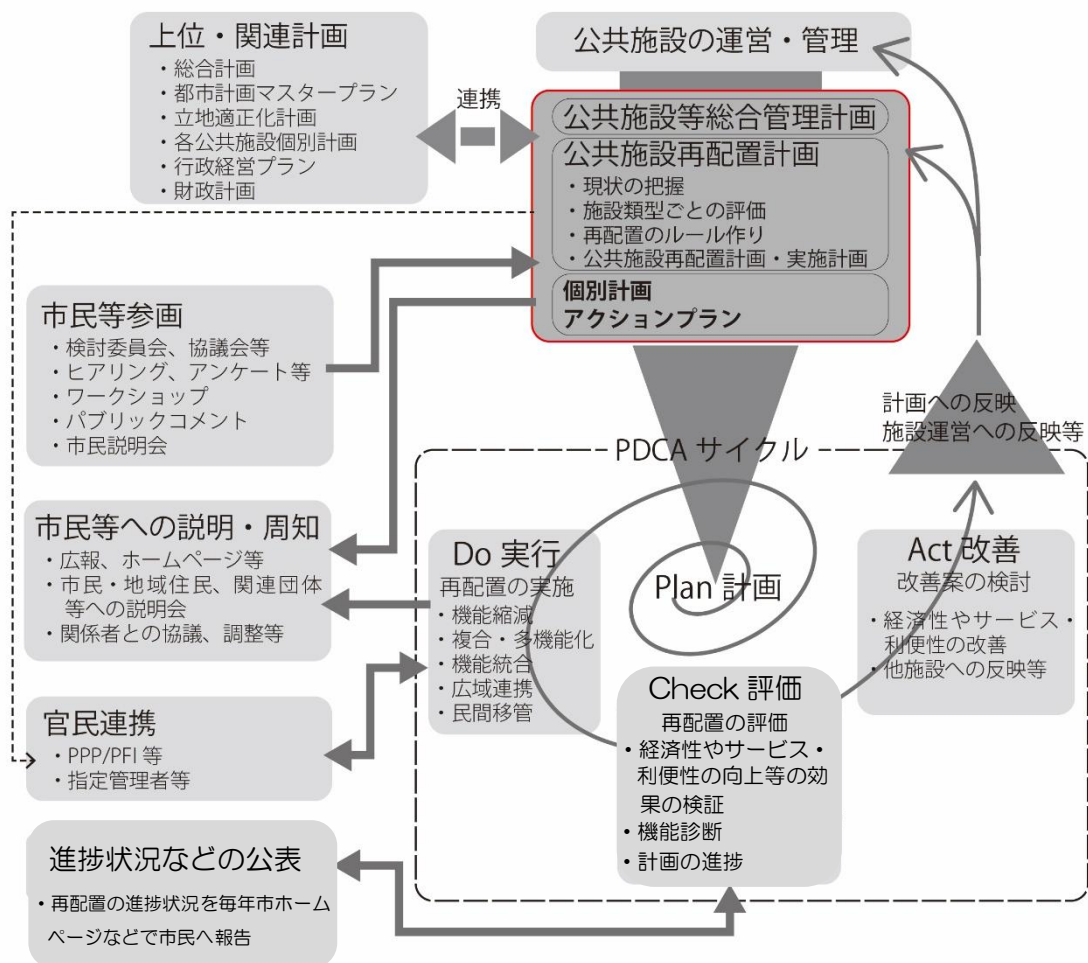 上位・関連計画
・総合計画
・都市計画マスタープラン
・立地適正化計画
・各公共施設個別計画
・行政経営プラン
・財政計画
連携
公共施設の運営・管理
公共施設等総合管理計画
公共施設再配置計画
・現状の把握
・施設類型ごとの評価
・再配置のルール作り
・公共施設再配置計画・実施計画
個別計画
アクションプラン
市民等参画
・検討委員会、協議会等
・ヒアリング、アンケート等
・ワークショップ
・パブリックコメント
・市民説明会
計画への反映
施設運営への反映等
PDCA サイクル
市民等への説明・周知
・広報、ホームページ等
・市民・地域住民、関連団体
等への説明会
・関係者との協議、調整等
Do 実行
再配置の実施
・機能縮減
・複合・多機能化
・機能統合
・広域連携
・民間移管
Plan 計画
Act 改善
改善案の検討
・経済性やサービス・
利便性の改善
・他施設への反映等
Check 評価
再配置の評価
・経済性やサービス・
利便性の向上等の効
果の検証
・機能診断
・計画の進捗
官民連携
・PPP/PFI 等
・指定管理者等
進捗状況などの公表
・再配置の進捗状況を毎年市ホーム
ページなどで市民へ報告